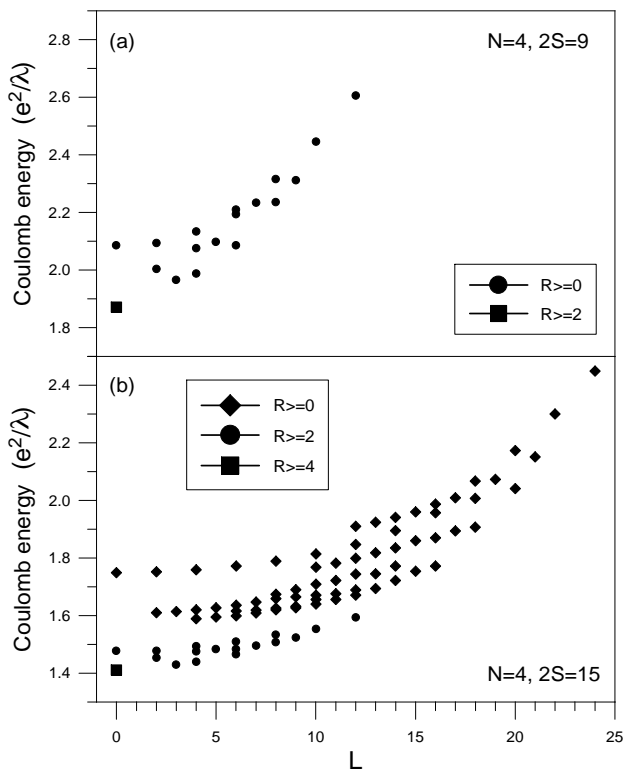 (a)
N=4, 2S=9
2.8
2.6
2.4
2.2
2.0
1.8
Coulomb energy (e²/λ)
R>=0
R>=2
(b)
R>=0
R>=2
R>=4
2.4
2.2
2.0
1.8
1.6
1.4
Coulomb energy (e²/λ)
N=4, 2S=15
0 5 10 15 20 25
L